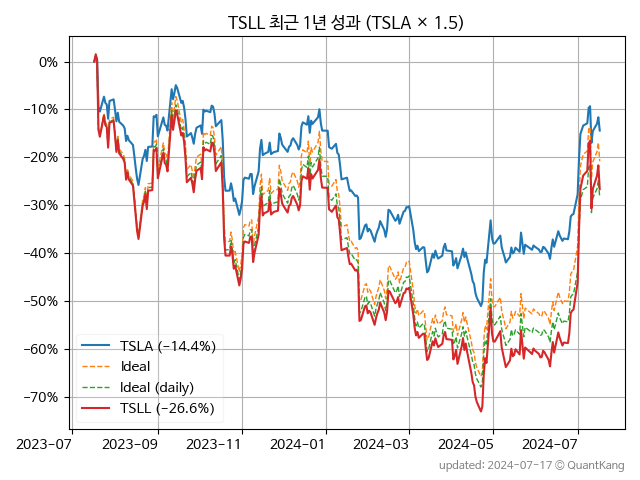 TSLL 최근 1년 성과 (TSLA × 1.5)
0%
−10%
−20%
−30%
−40%
−50%
−60%
−70%
TSLA (−14.4%)
Ideal
Ideal (daily)
TSLL (−26.6%)
2023-07
2023-09
2023-11
2024-01
2024-03
2024-05
2024-07
updated: 2024-07-17 © QuantKang